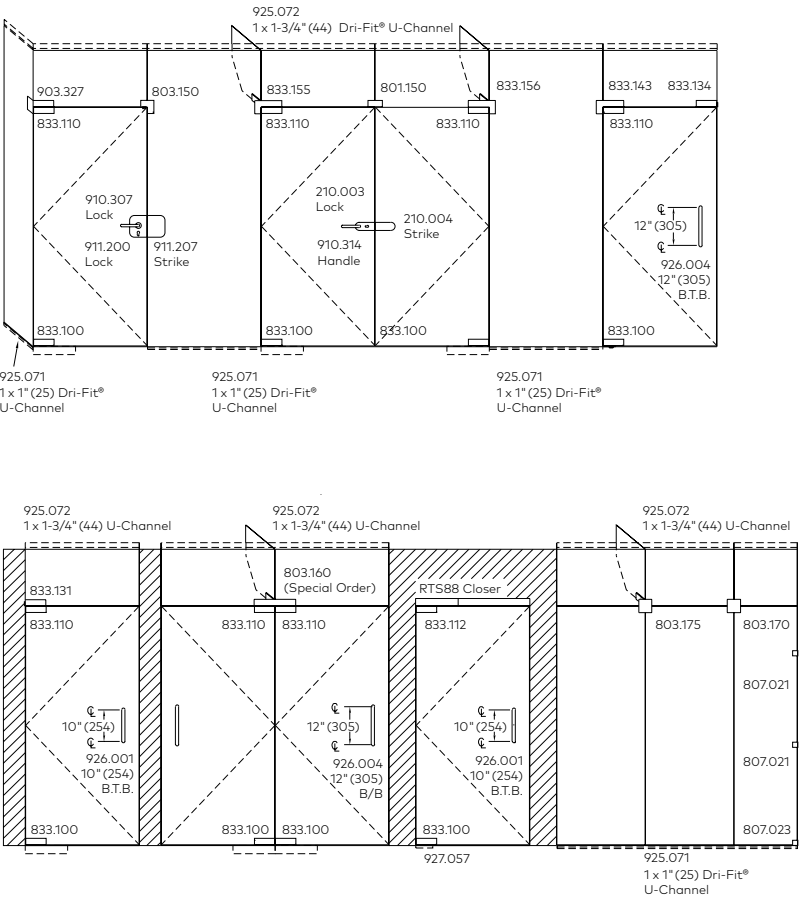 925.072
1 x 1-3/4" (44) Dri-Fit® U-Channel
903.327
803.150
833.155
801.150
833.156
833.143
833.134
833.110
833.110
833.110
833.110
910.307
Lock
911.200
Lock
911.207
Strike
210.003
Lock
910.314
Handle
210.004
Strike
℄
12" (305)
℄
926.004
12" (305)
B.T.B.
833.100
833.100
833.100
833.100
925.071
1 x 1" (25) Dri-Fit®
U-Channel
925.071
1 x 1" (25) Dri-Fit®
U-Channel
925.071
1 x 1" (25) Dri-Fit®
U-Channel
925.072
1 x 1-3/4" (44) U-Channel
925.072
1 x 1-3/4" (44) U-Channel
925.072
1 x 1-3/4" (44) U-Channel
833.131
803.160
(Special Order)
RTS88 Closer
833.110
833.110
833.110
833.112
803.175
803.170
807.021
℄
10" (254)
℄
926.001
10" (254)
B.T.B.
℄
12" (305)
℄
926.004
12" (305)
B/B
℄
10" (254)
℄
926.001
10" (254)
B.T.B.
807.021
833.100
833.100
833.100
833.100
807.023
927.057
925.071
1 x 1" (25) Dri-Fit®
U-Channel